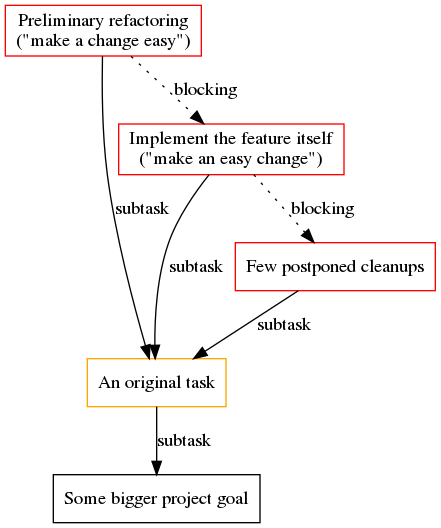 Preliminary refactoring
("make a change easy")
blocking
Implement the feature itself
("make an easy change")
subtask
blocking
subtask
Few postponed cleanups
subtask
An original task
subtask
Some bigger project goal